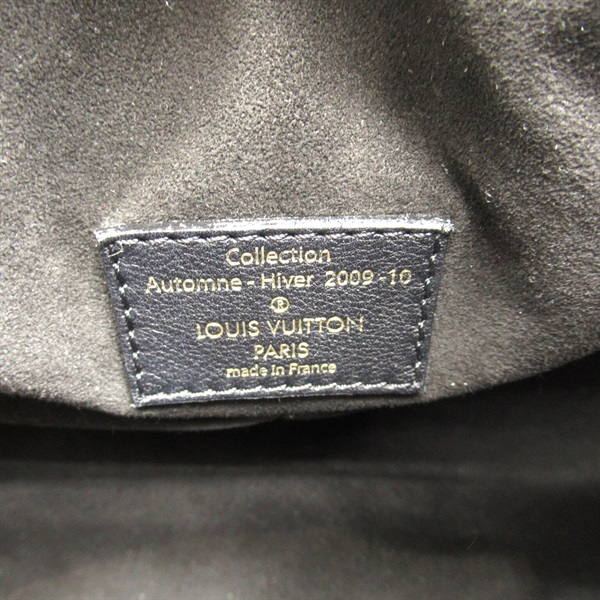 Collection
Automne - Hiver 2009-10
®
LOUIS VUITTON
PARIS
made in France